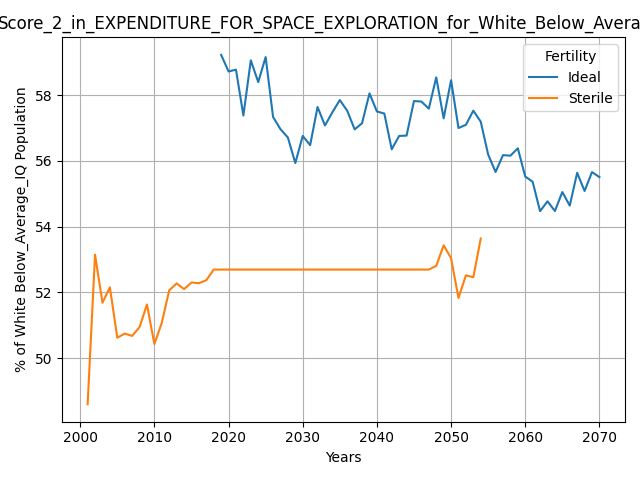 Score_2_in_EXPENDITURE_FOR_SPACE_EXPLORATION_for_White_Below_Avera
Fertility
Ideal
Sterile
% of White Below_Average_IQ Population
58
56
54
52
50
2000 2010 2020 2030 2040 2050 2060 2070
Years